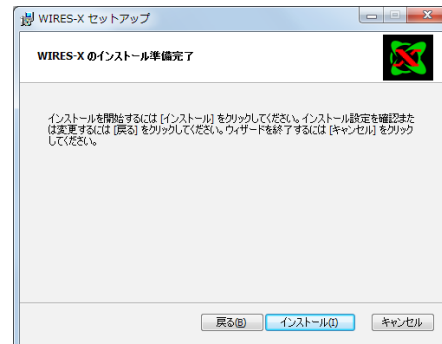 WIRES-X セットアップ
WIRES-X のインストール準備完了
インストールを開始するには [インストール] をクリックしてください。インストール設定を確認また
は変更するには [戻る] をクリックしてください。ウィザードを終了するには [キャンセル] をクリック
してください。
戻る(B) インストール(I) キャンセル